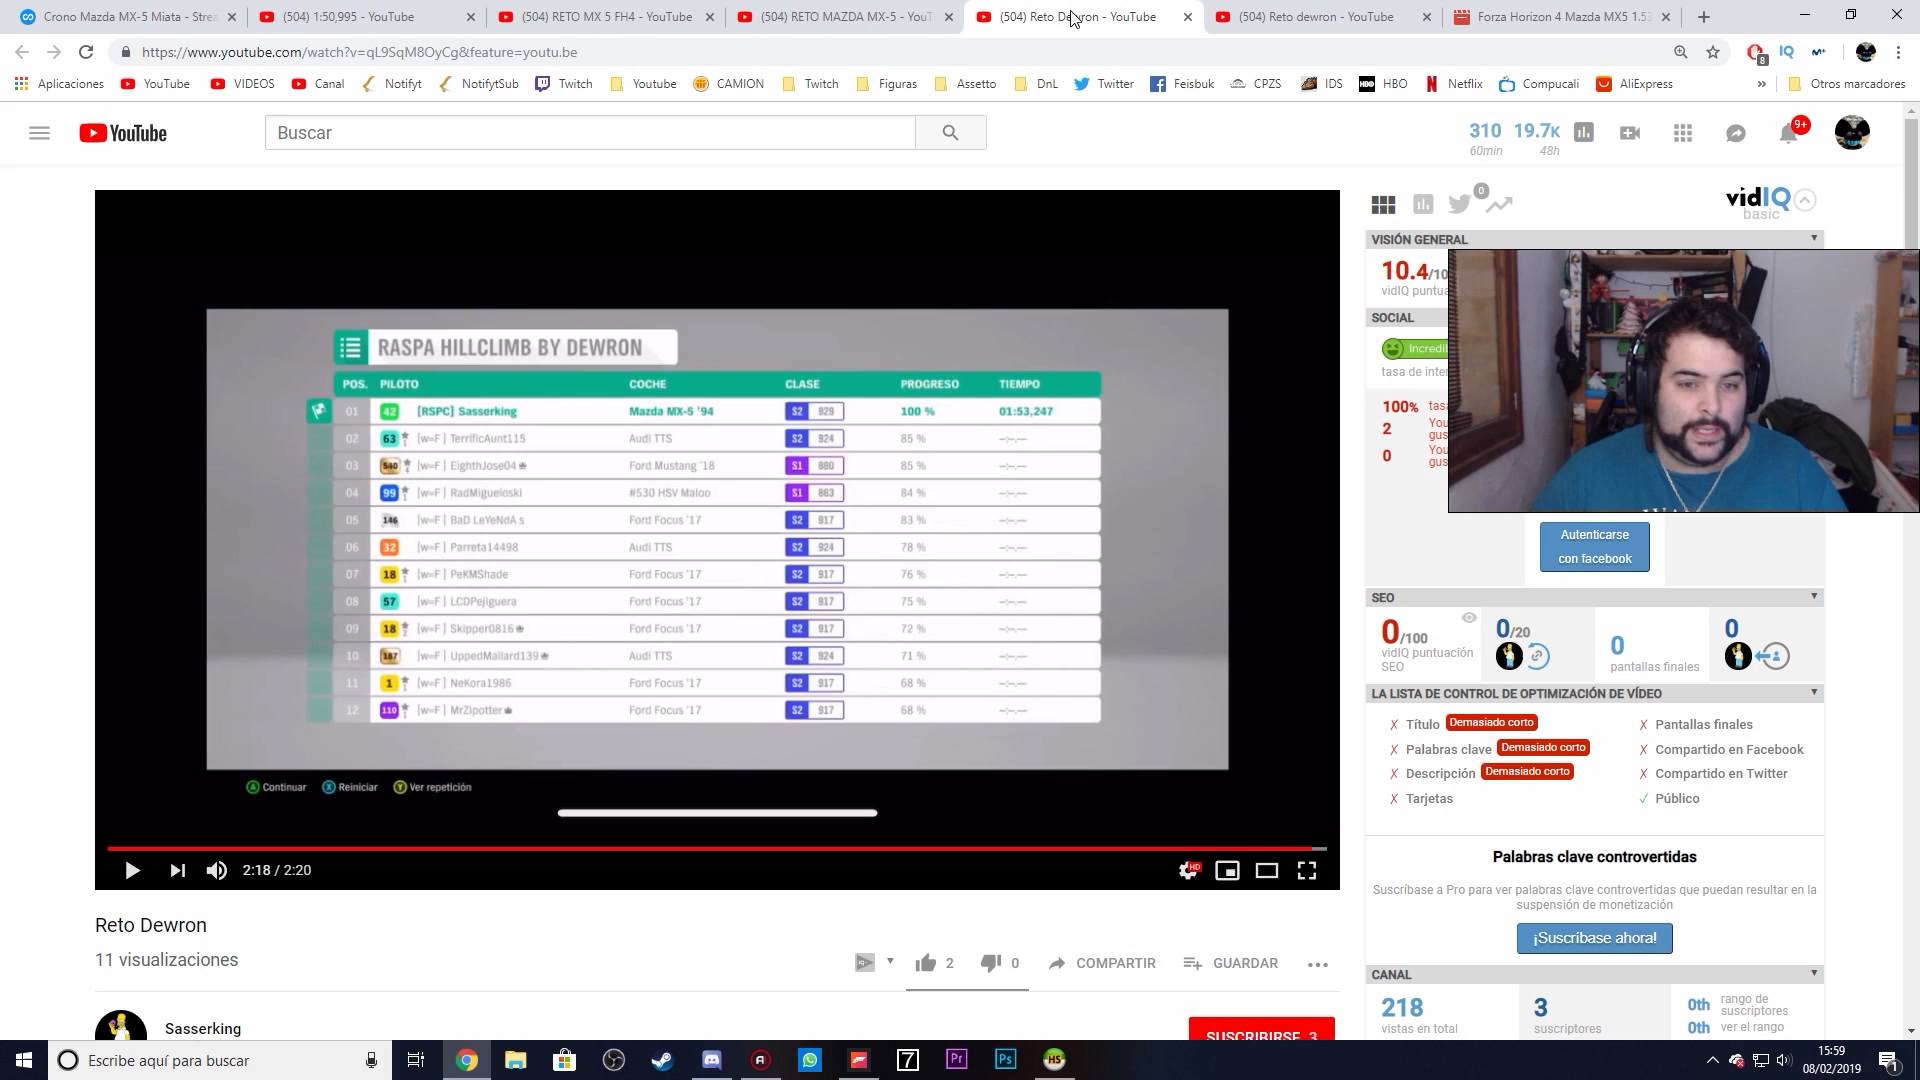 Crono Mazda MX-5 Miata - Strea
(504) 1:50,995 - YouTube
(504) RETO MX 5 FH4 - YouTube
(504) RETO MAZDA MX-5 - YouT
(504) Reto Dewron - YouTube
(504) Reto dewron - YouTube
Forza Horizon 4 Mazda MX5 1.53
https://www.youtube.com/watch?v=qL9SqM8OyCg&feature=youtu.be
8
IQ
Aplicaciones
YouTube
VIDEOS
Canal
Notifyt
NotifytSub
Twitch
Youtube
CAMION
Twitch
Figuras
Assetto
DnL
Twitter
Feisbuk
CPZS
IDS
HBO
HBO
Netflix
Compucali
AliExpress
»
Otros marcadores
YouTube
Buscar
310 19.7K
60min 48h
9+
0
vidIQ
basic
VISIÓN GENERAL
10.4/10
vidIQ puntua
SOCIAL
Incredil
tasa de inter
100% tasa
2 You
gus
0 You
gus
RASPA HILLCLIMB BY DEWRON
POS. PILOTO COCHE CLASE PROGRESO TIEMPO
01 42 [RSPC] Sasserking Mazda MX-5 '94 S2 929 100 % 01:53,247
02 63 [w=F ] TerrificAunt115 Audi TTS S2 924 85 % --:--.---
03 540 [w=F ] EighthJose04 Ford Mustang '18 S1 880 85 % --:--.---
04 99 [w=F ] RadMigueloski #530 HSV Maloo S1 863 84 % --:--.---
05 146 [w=F ] BaD LeYeNdA s Ford Focus '17 S2 917 83 % --:--.---
06 32 [w=F ] Parreta14498 Audi TTS S2 924 78 % --:--.---
07 18 [w=F ] PeKMShade Ford Focus '17 S2 917 76 % --:--.---
08 57 [w=F ] LCDPejiguera Ford Focus '17 S2 917 75 % --:--.---
09 18 [w=F ] Skipper0816 Ford Focus '17 S2 917 72 % --:--.---
10 187 [w=F ] UppedMallard139 Audi TTS S2 924 71 % --:--.---
11 1 [w=F ] NeKora1986 Ford Focus '17 S2 917 68 % --:--.---
12 110 [w=F ] MrZipotter Ford Focus '17 S2 917 68 % --:--.---
A Continuar X Reiniciar Y Ver repetición
2:18 / 2:20
HD
Autenticarse
con facebook
SEO
0/100
vidIQ puntuación
SEO
0/20
0
pantallas finales
0
LA LISTA DE CONTROL DE OPTIMIZACIÓN DE VÍDEO
✗ Título Demasiado corto
✗ Pantallas finales
✗ Palabras clave Demasiado corto
✗ Compartido en Facebook
✗ Descripción Demasiado corto
✗ Compartido en Twitter
✗ Tarjetas
✓ Público
Palabras clave controvertidas
Suscríbase a Pro para ver palabras clave controvertidas que puedan resultar en la
suspensión de monetización
¡Suscríbase ahora!
CANAL
218
vistas en total
3
suscriptores
0th rango de
suscriptores
0th ver el rango
Reto Dewron
11 visualizaciones
2
0
COMPARTIR
GUARDAR
Sasserking
SUSCRIBIRSE 3
Escribe aquí para buscar
7
Pr
Ps
HS
15:59
08/02/2019
1